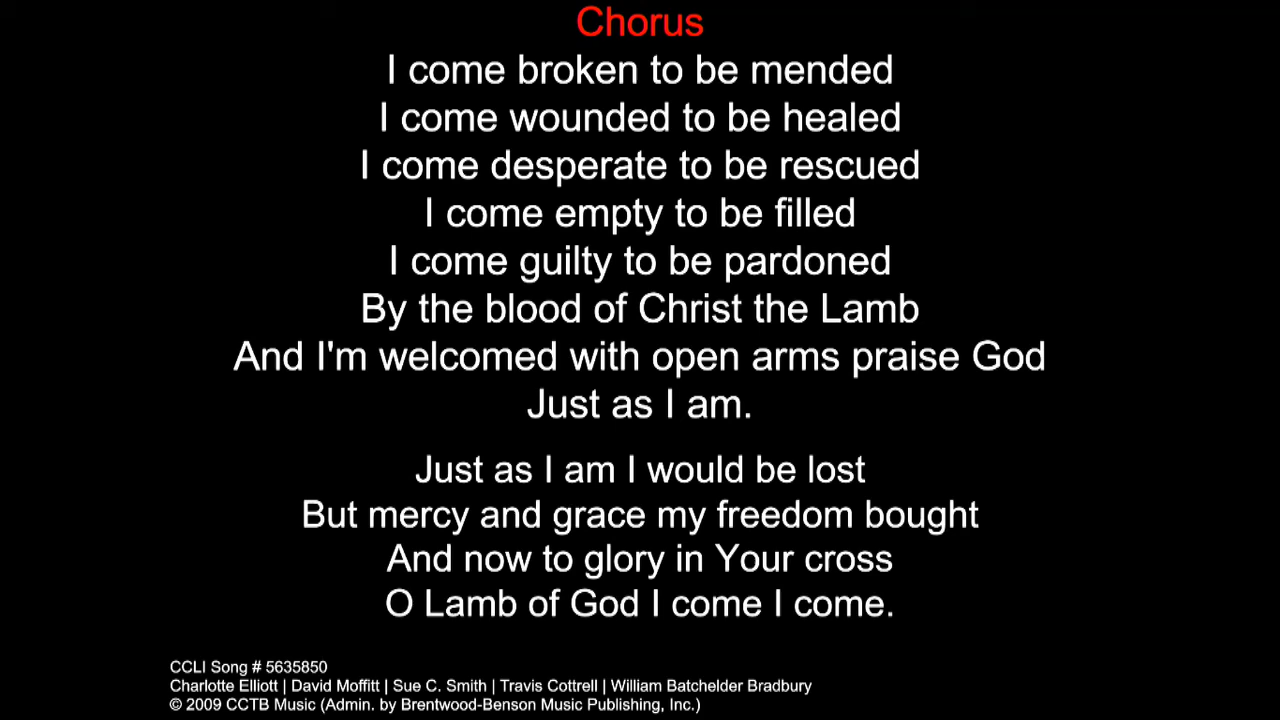 Chorus
I come broken to be mended
I come wounded to be healed
I come desperate to be rescued
I come empty to be filled
I come guilty to be pardoned
By the blood of Christ the Lamb
And I'm welcomed with open arms praise God
Just as I am.
Just as I am I would be lost
But mercy and grace my freedom bought
And now to glory in Your cross
O Lamb of God I come I come.
CCLI Song # 5635850
Charlotte Elliott | David Moffitt | Sue C. Smith | Travis Cottrell | William Batchelder Bradbury
© 2009 CCTB Music (Admin. by Brentwood-Benson Music Publishing, Inc.)